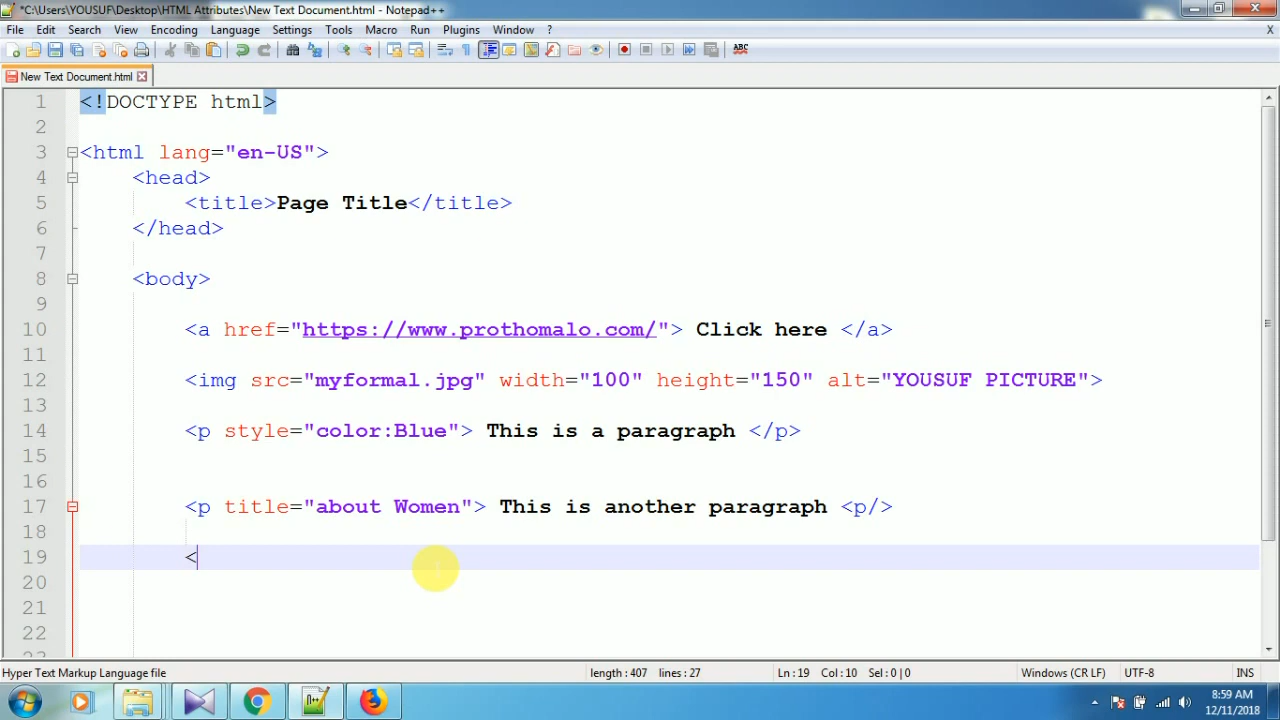 *C:\Users\YOUSUF\Desktop\HTML Attributes\New Text Document.html - Notepad++
File Edit Search View Encoding Language Settings Tools Macro Run Plugins Window ? X
ABC
New Text Document.html
1 <!DOCTYPE html>
2
3 <html lang="en-US">
4 <head>
5 <title>Page Title</title>
6 </head>
7
8 <body>
9
10 <a href="https://www.prothomalo.com/"> Click here </a>
11
12 <img src="myformal.jpg" width="100" height="150" alt="YOUSUF PICTURE">
13
14 <p style="color:Blue"> This is a paragraph </p>
15
16
17 <p title="about Women"> This is another paragraph <p/>
18
19 <
20
21
22
23
Hyper Text Markup Language file length : 407 lines : 27 Ln : 19 Col : 10 Sel : 0 | 0 Windows (CR LF) UTF-8 INS
8:59 AM
12/11/2018